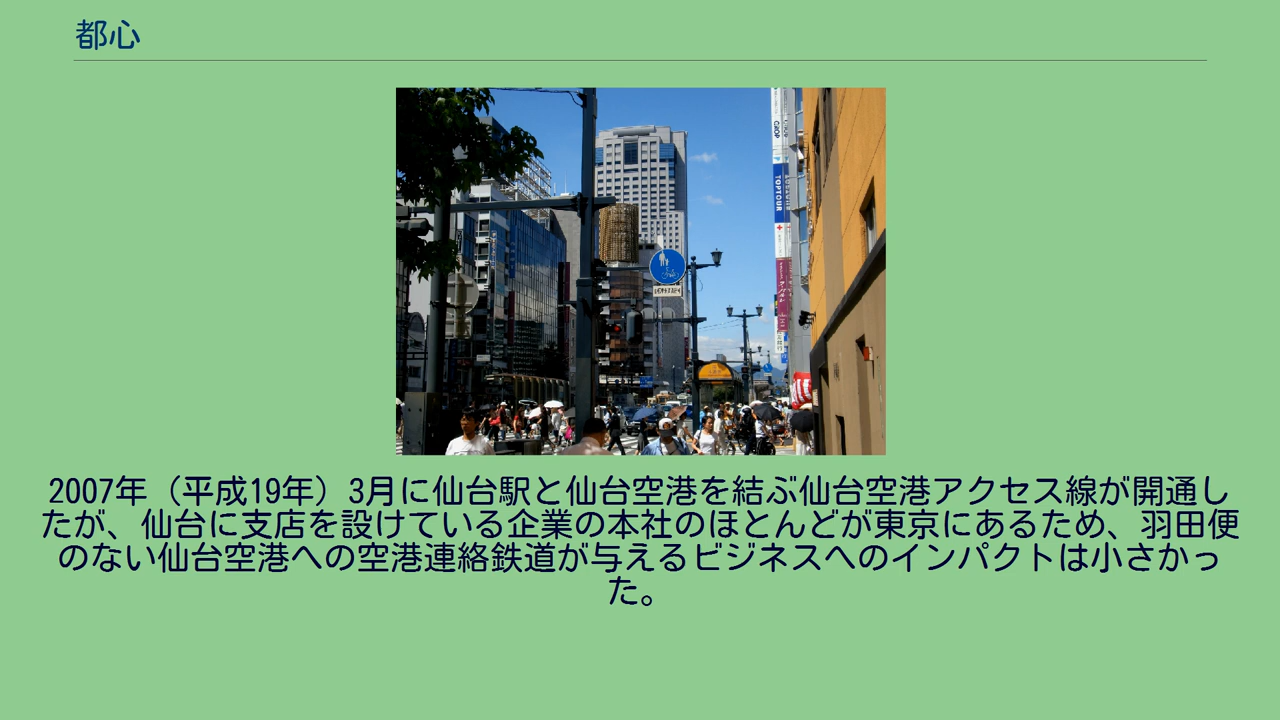 都心
CROP
TOPTOUR
2007年（平成19年）3月に仙台駅と仙台空港を結ぶ仙台空港アクセス線が開通し
たが、仙台に支店を設けている企業の本社のほとんどが東京にあるため、羽田便
のない仙台空港への空港連絡鉄道が与えるビジネスへのインパクトは小さかっ
た。